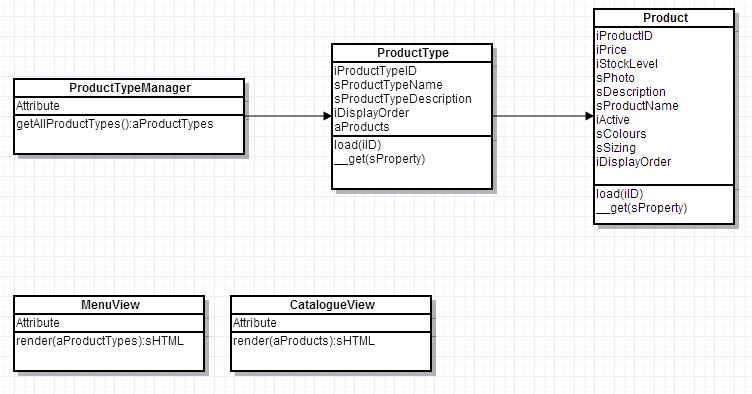 ProductTypeManager
Attribute
getAllProductTypes():aProductTypes
ProductType
iProductTypeID
sProductTypeName
sProductTypeDescription
iDisplayOrder
aProducts
load(iID)
__get(sProperty)
Product
iProductID
iPrice
iStockLevel
sPhoto
sDescription
sProductName
iActive
sColours
sSizing
iDisplayOrder
load(iID)
__get(sProperty)
MenuView
Attribute
render(aProductTypes):sHTML
CatalogueView
Attribute
render(aProducts):sHTML